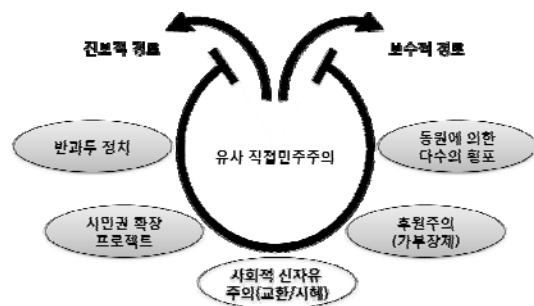 진보적 경로
보수적 경로
반과두 정치
유사 직접민주주의
동원에 의한
다수의 횡포
시민권 확장
프로젝트
후원주의
(가부장제)
사회적 신자유
주의(교환/시혜)